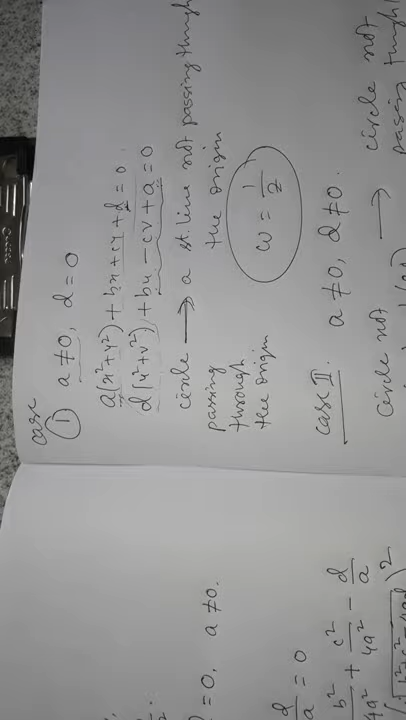 case
① a ≠ 0, d = 0
a(x²+y²) + bx + cy + d = 0.
d(u²+v²) + bu - cv + a = 0
circle → a st. line not passing through
passing the origin
through
the origin
w = 1/z
case II. a ≠ 0, d ≠ 0.
circle not → circle not
passing
= 0, a ≠ 0.
d/a = 0
b²/4a² + c²/4a² - d/a